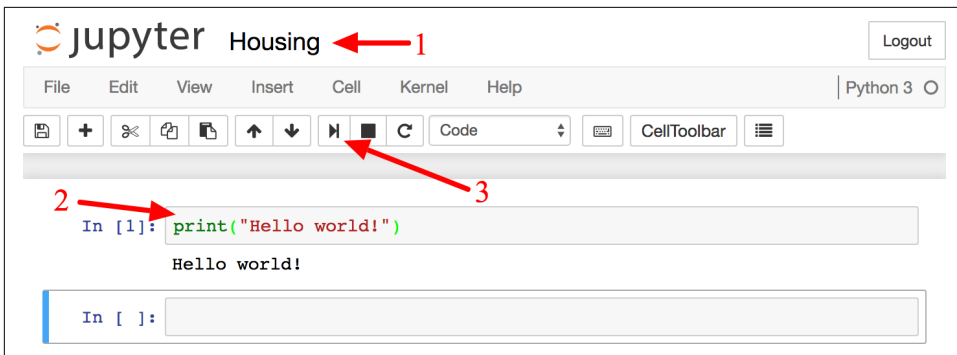 jupyter Housing 1 Logout
File Edit View Insert Cell Kernel Help Python 3
Code CellToolbar
3
2
In [1]: print("Hello world!")
Hello world!
In [ ]: